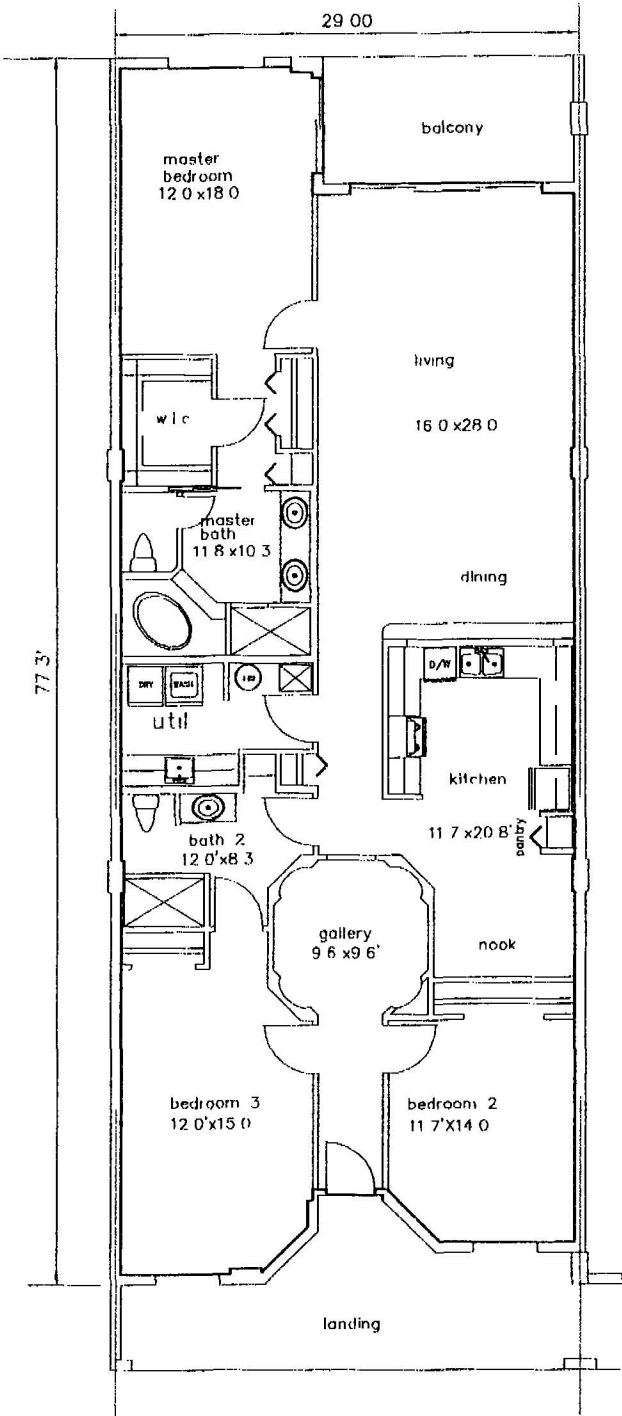 29 00
balcony
master
bedroom
12 0 x18 0
living
16 0 x28 0
w i c
master
bath
11 8 x10 3
dining
77 3'
D/W
DRY
WASH
util
kitchen
11 7 x20 8'
pantry
bath 2
12 0'x8 3
gallery
9 6 x9 6'
nook
bedroom 3
12 0'x15 0
bedroom 2
11 7'X14 0
landing